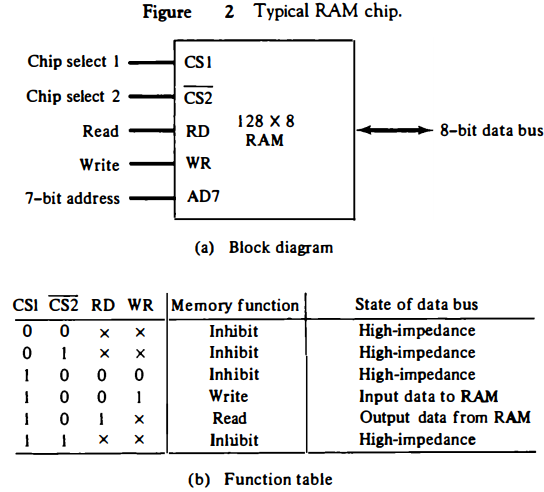 Figure 2 Typical RAM chip.
Chip select 1 CS1
Chip select 2 C̅S̅2̅
Read RD 128 X 8
RAM 8-bit data bus
Write WR
7-bit address AD7
(a) Block diagram
CS1 C̅S̅2̅ RD WR Memory function State of data bus
0 0 × × Inhibit High-impedance
0 1 × × Inhibit High-impedance
1 0 0 0 Inhibit High-impedance
1 0 0 1 Write Input data to RAM
1 0 1 × Read Output data from RAM
1 1 × × Inhibit High-impedance
(b) Function table